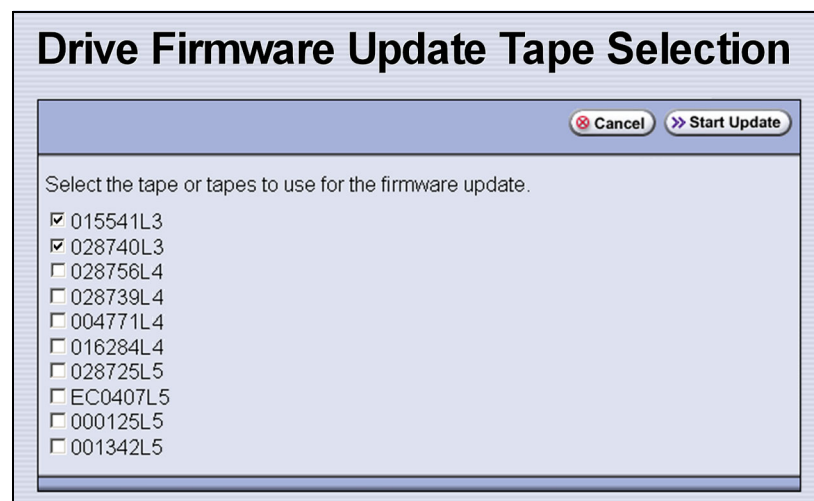 Drive Firmware Update Tape Selection
Cancel
Start Update
Select the tape or tapes to use for the firmware update.
015541L3
028740L3
028756L4
028739L4
004771L4
016284L4
028725L5
EC0407L5
000125L5
001342L5